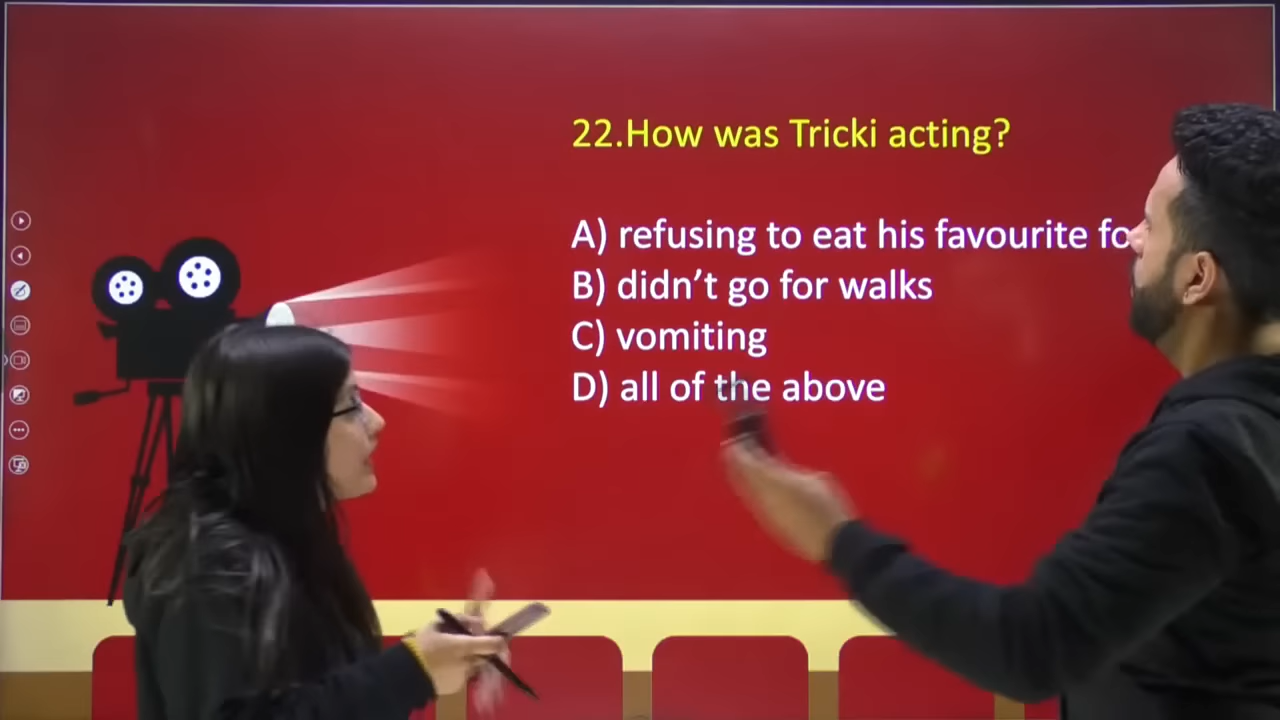 22.How was Tricki acting?
A) refusing to eat his favourite
B) didn't go for walks
C) vomiting
D) all of the above